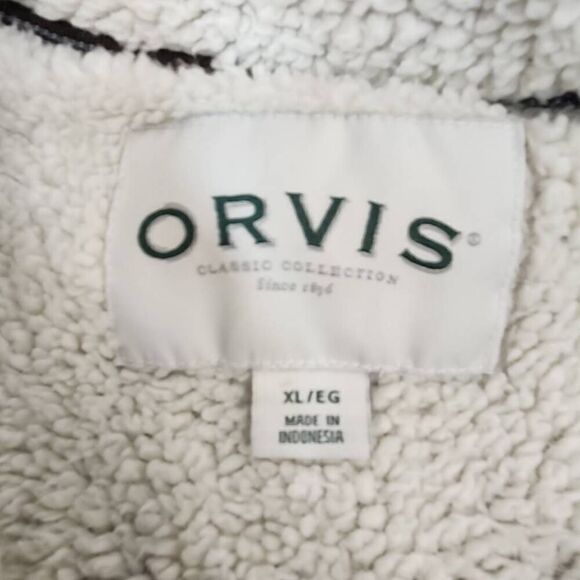 ORVIS®
CLASSIC COLLECTION
Since 1856
XL/EG
MADE IN
INDONESIA